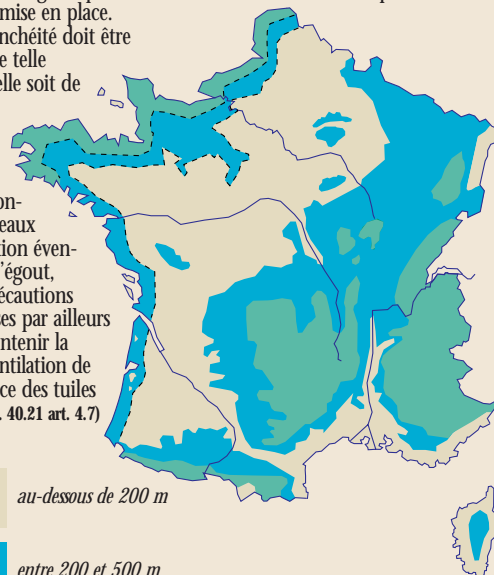 mise en place.
nchéité doit être
e telle
elle soit de
on-
eaux
tion éven-
'égout,
écautions
ses par ailleurs
ntenir la
ntilation de
ce des tuiles
. 40.21 art. 4.7)
au-dessous de 200 m
entre 200 et 500 m